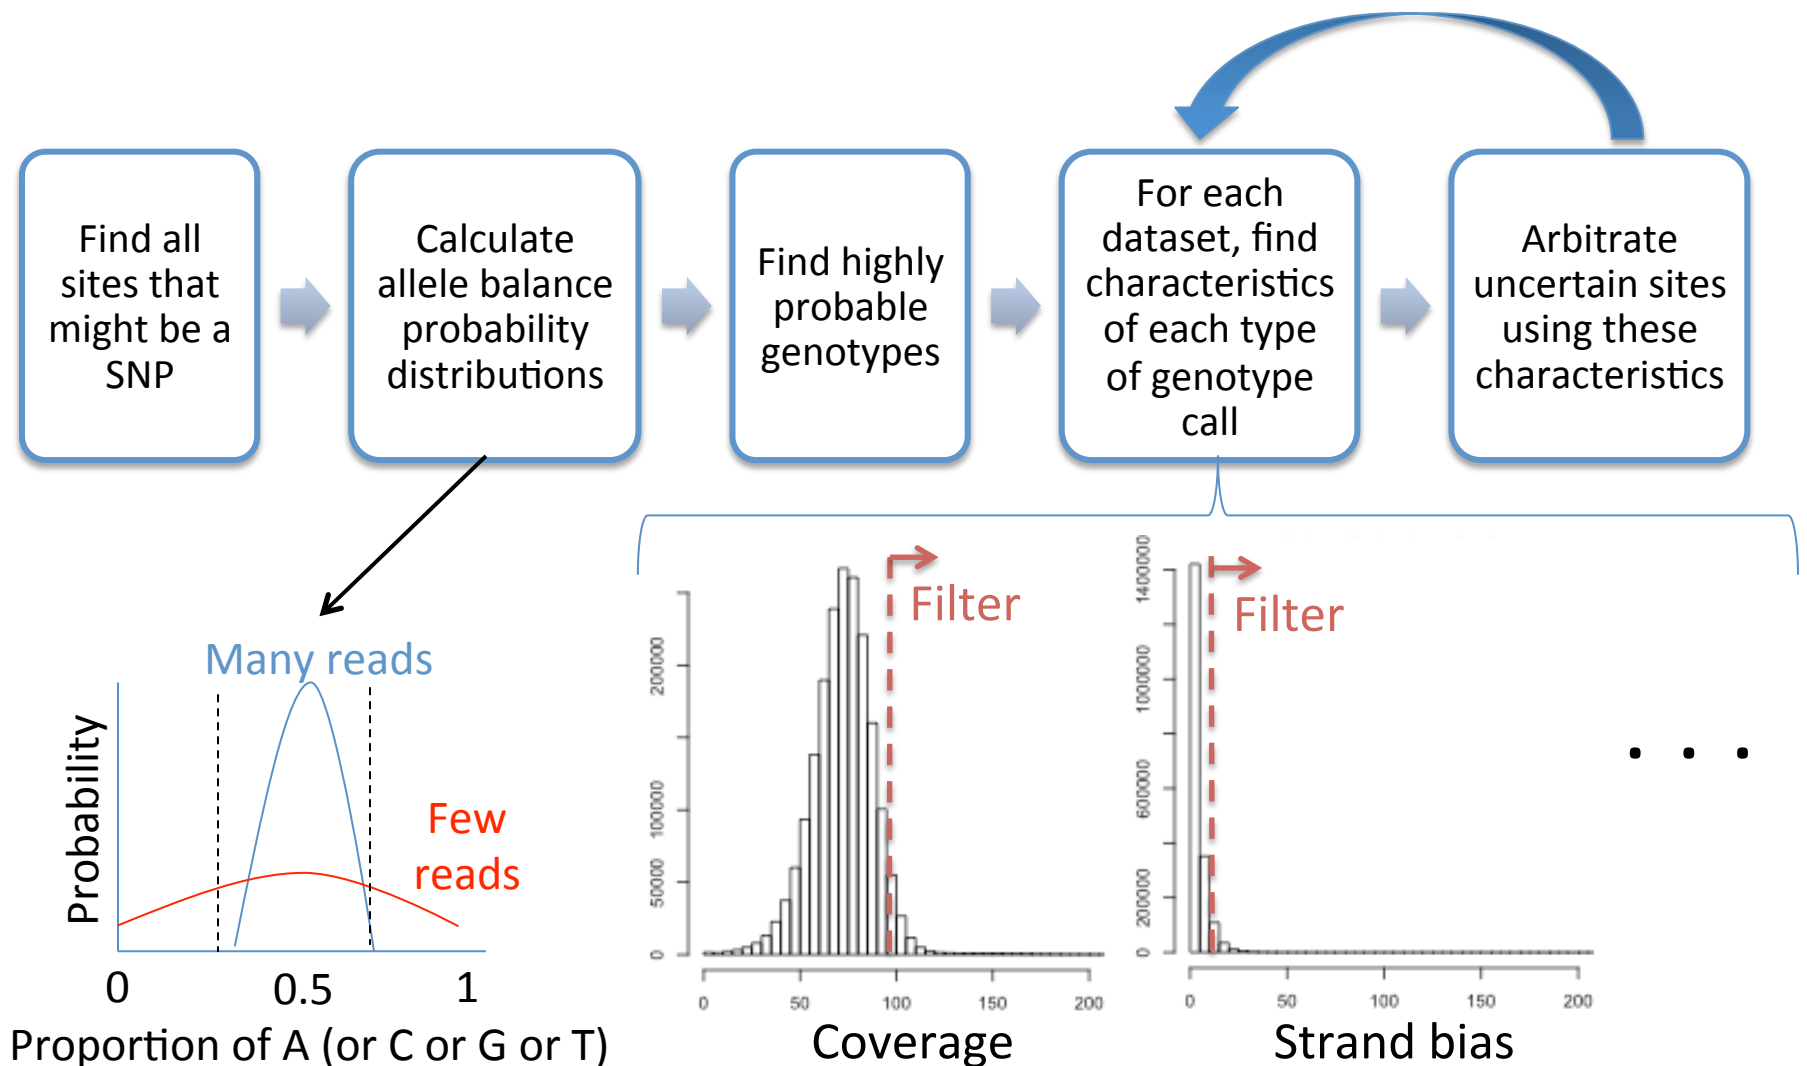 Find all
sites that
might be a
SNP
Calculate
allele balance
probability
distributions
Find highly
probable
genotypes
For each
dataset, find
characteristics
of each type
of genotype
call
Arbitrate
uncertain sites
using these
characteristics
Many reads
Few
reads
Probability
0 0.5 1
Proportion of A (or C or G or T)
Filter
0 50000 100000 200000
0 50 100 150 200
Coverage
Filter
0 200000 600000 1000000 1400000
0 50 100 150 200
Strand bias
. . .